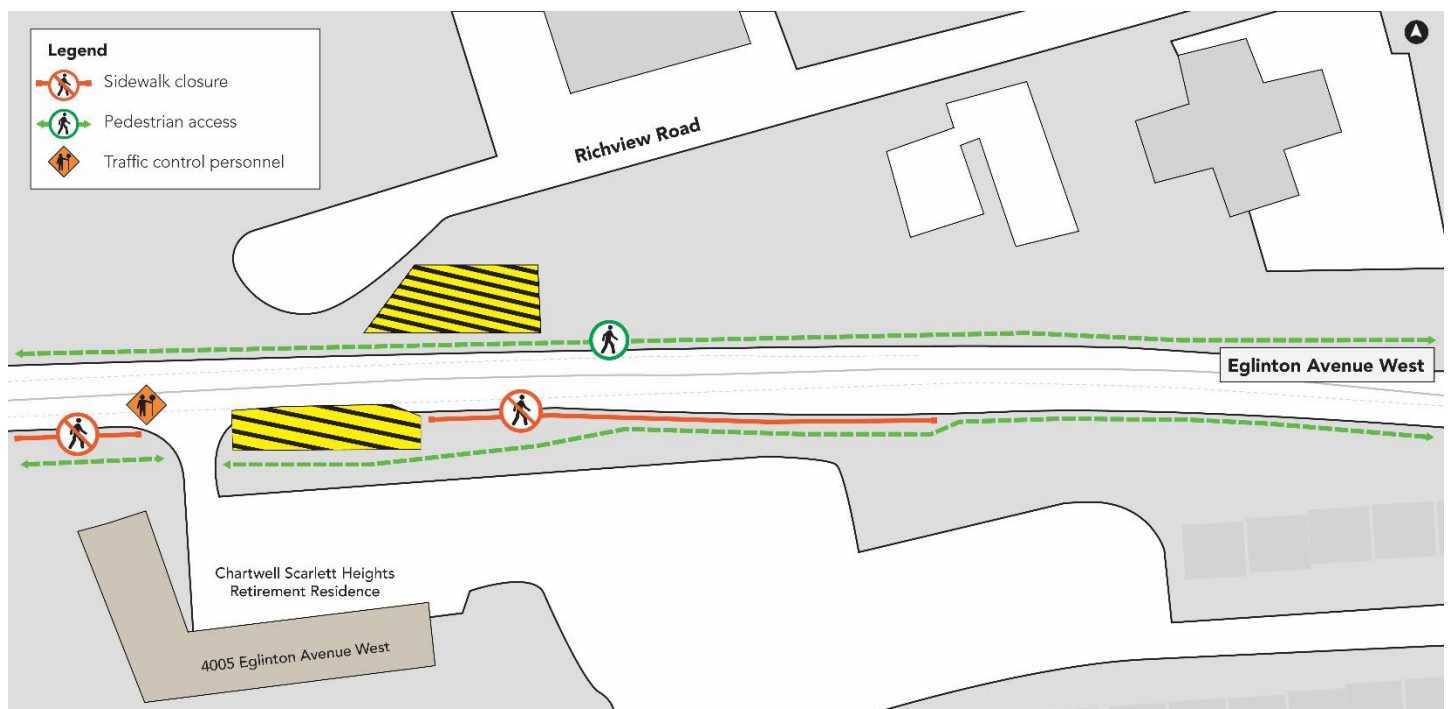 Legend
Sidewalk closure
Pedestrian access
Traffic control personnel
Richview Road
Eglinton Avenue West
Chartwell Scarlett Heights
Retirement Residence
4005 Eglinton Avenue West